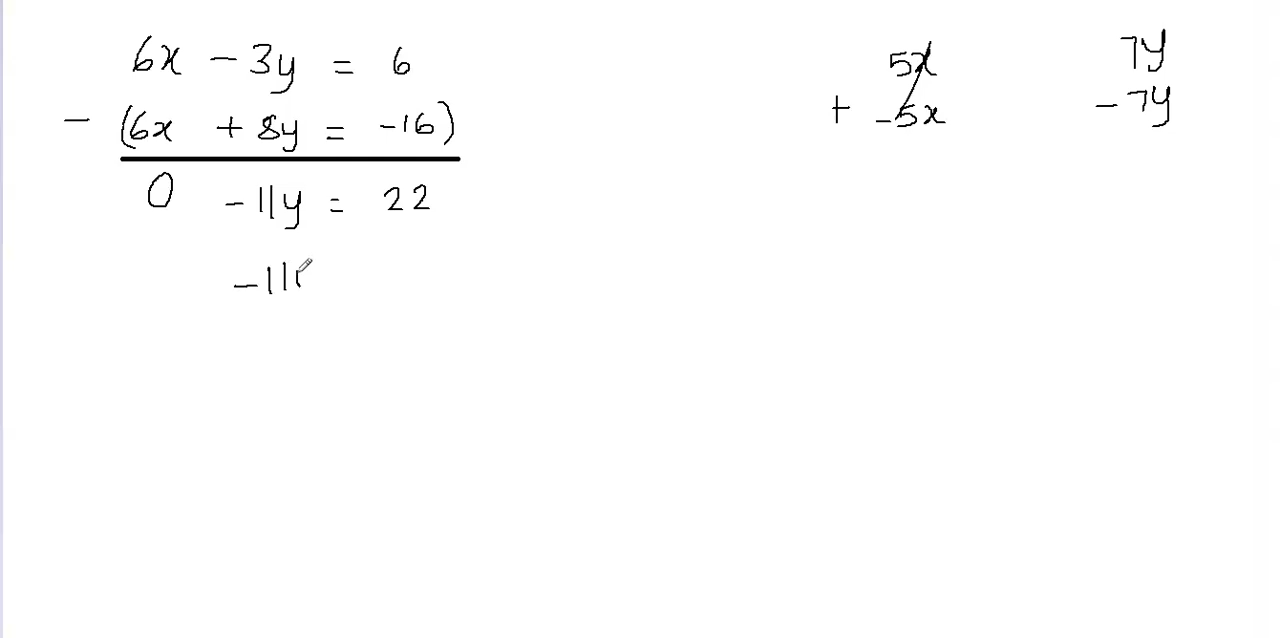 6x - 3y = 6
- (6x + 8y = -16)
0 - 11y = 22
- 11
5x
+ -5x
7y
- 7y